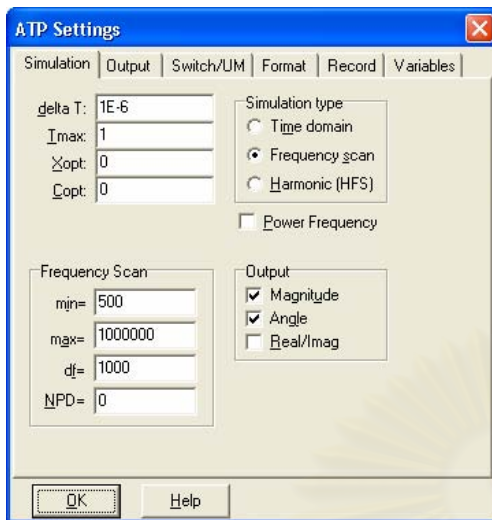 ATP Settings
Simulation Output Switch/UM Format Record Variables
delta T: 1E-6
Tmax: 1
Xopt: 0
Copt: 0
Simulation type
Time domain
Frequency scan
Harmonic (HFS)
Power Frequency
Frequency Scan
min= 500
max= 1000000
df= 1000
NPD= 0
Output
Magnitude
Angle
Real/Imag
OK Help